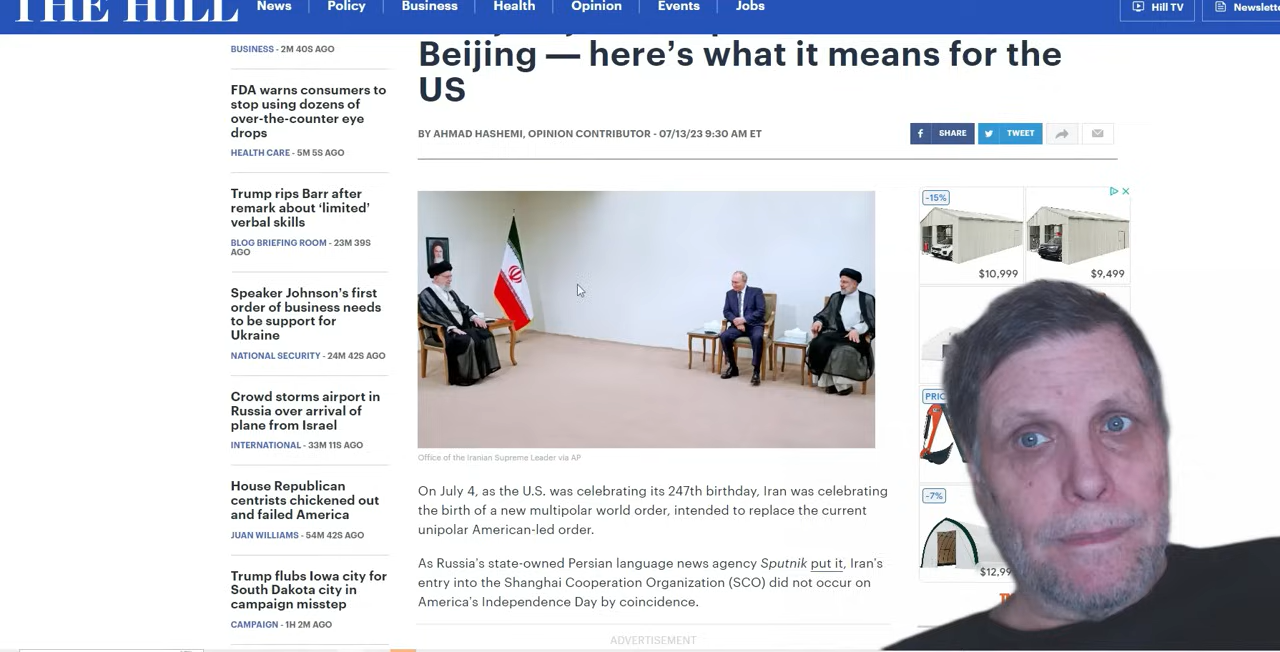 THE HILL
News
Policy
Business
Health
Opinion
Events
Jobs
Hill TV
BUSINESS - 2M 40S AGO
FDA warns consumers to
stop using dozens of
over-the-counter eye
drops
HEALTH CARE - 5M 5S AGO
Trump rips Barr after
remark about ‘limited’
verbal skills
BLOG BRIEFING ROOM - 23M 39S
AGO
Speaker Johnson’s first
order of business needs
to be support for
Ukraine
NATIONAL SECURITY - 24M 42S AGO
Crowd storms airport in
Russia over arrival of
plane from Israel
INTERNATIONAL - 33M 11S AGO
House Republican
centrists chickened out
and failed America
JUAN WILLIAMS - 54M 42S AGO
Trump flubs Iowa city for
South Dakota city in
campaign misstep
CAMPAIGN - 1H 2M AGO
Beijing — here’s what it means for the
US
BY AHMAD HASHEMI, OPINION CONTRIBUTOR - 07/13/23 9:30 AM ET
SHARE
TWEET
Office of the Iranian Supreme Leader via AP
On July 4, as the U.S. was celebrating its 247th birthday, Iran was celebrating
the birth of a new multipolar world order, intended to replace the current
unipolar American-led order.
As Russia’s state-owned Persian language news agency Sputnik put it, Iran’s
entry into the Shanghai Cooperation Organization (SCO) did not occur on
America’s Independence Day by coincidence.
ADVERTISEMENT
-15%
$10,999
$9,499
-7%